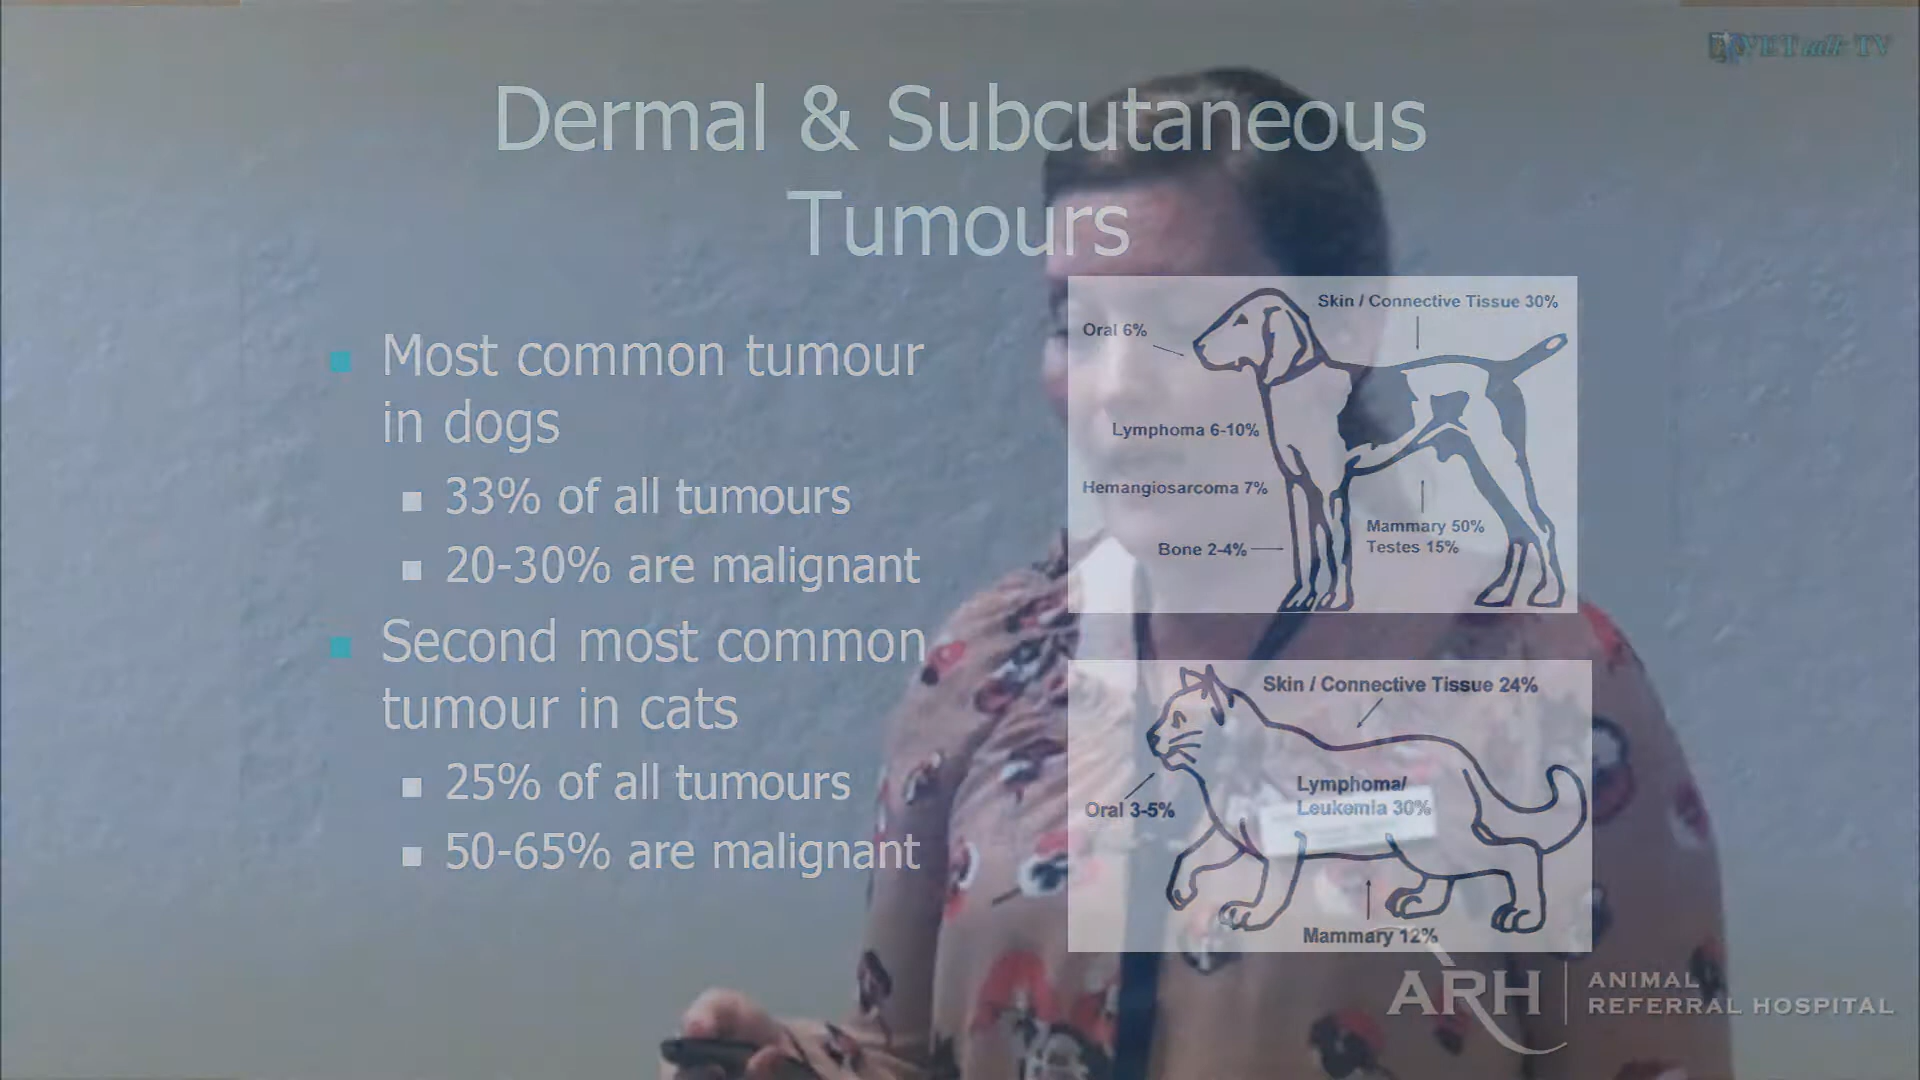 VETtalk TV
Dermal & Subcutaneous
Tumours
Most common tumour
in dogs
33% of all tumours
20-30% are malignant
Second most common
tumour in cats
25% of all tumours
50-65% are malignant
Skin / Connective Tissue 30%
Oral 6%
Lymphoma 6-10%
Hemangiosarcoma 7%
Mammary 50%
Testes 15%
Bone 2-4%
Skin / Connective Tissue 24%
Lymphoma/
Leukemia 30%
Oral 3-5%
Mammary 12%
ARH
ANIMAL
REFERRAL HOSPITAL